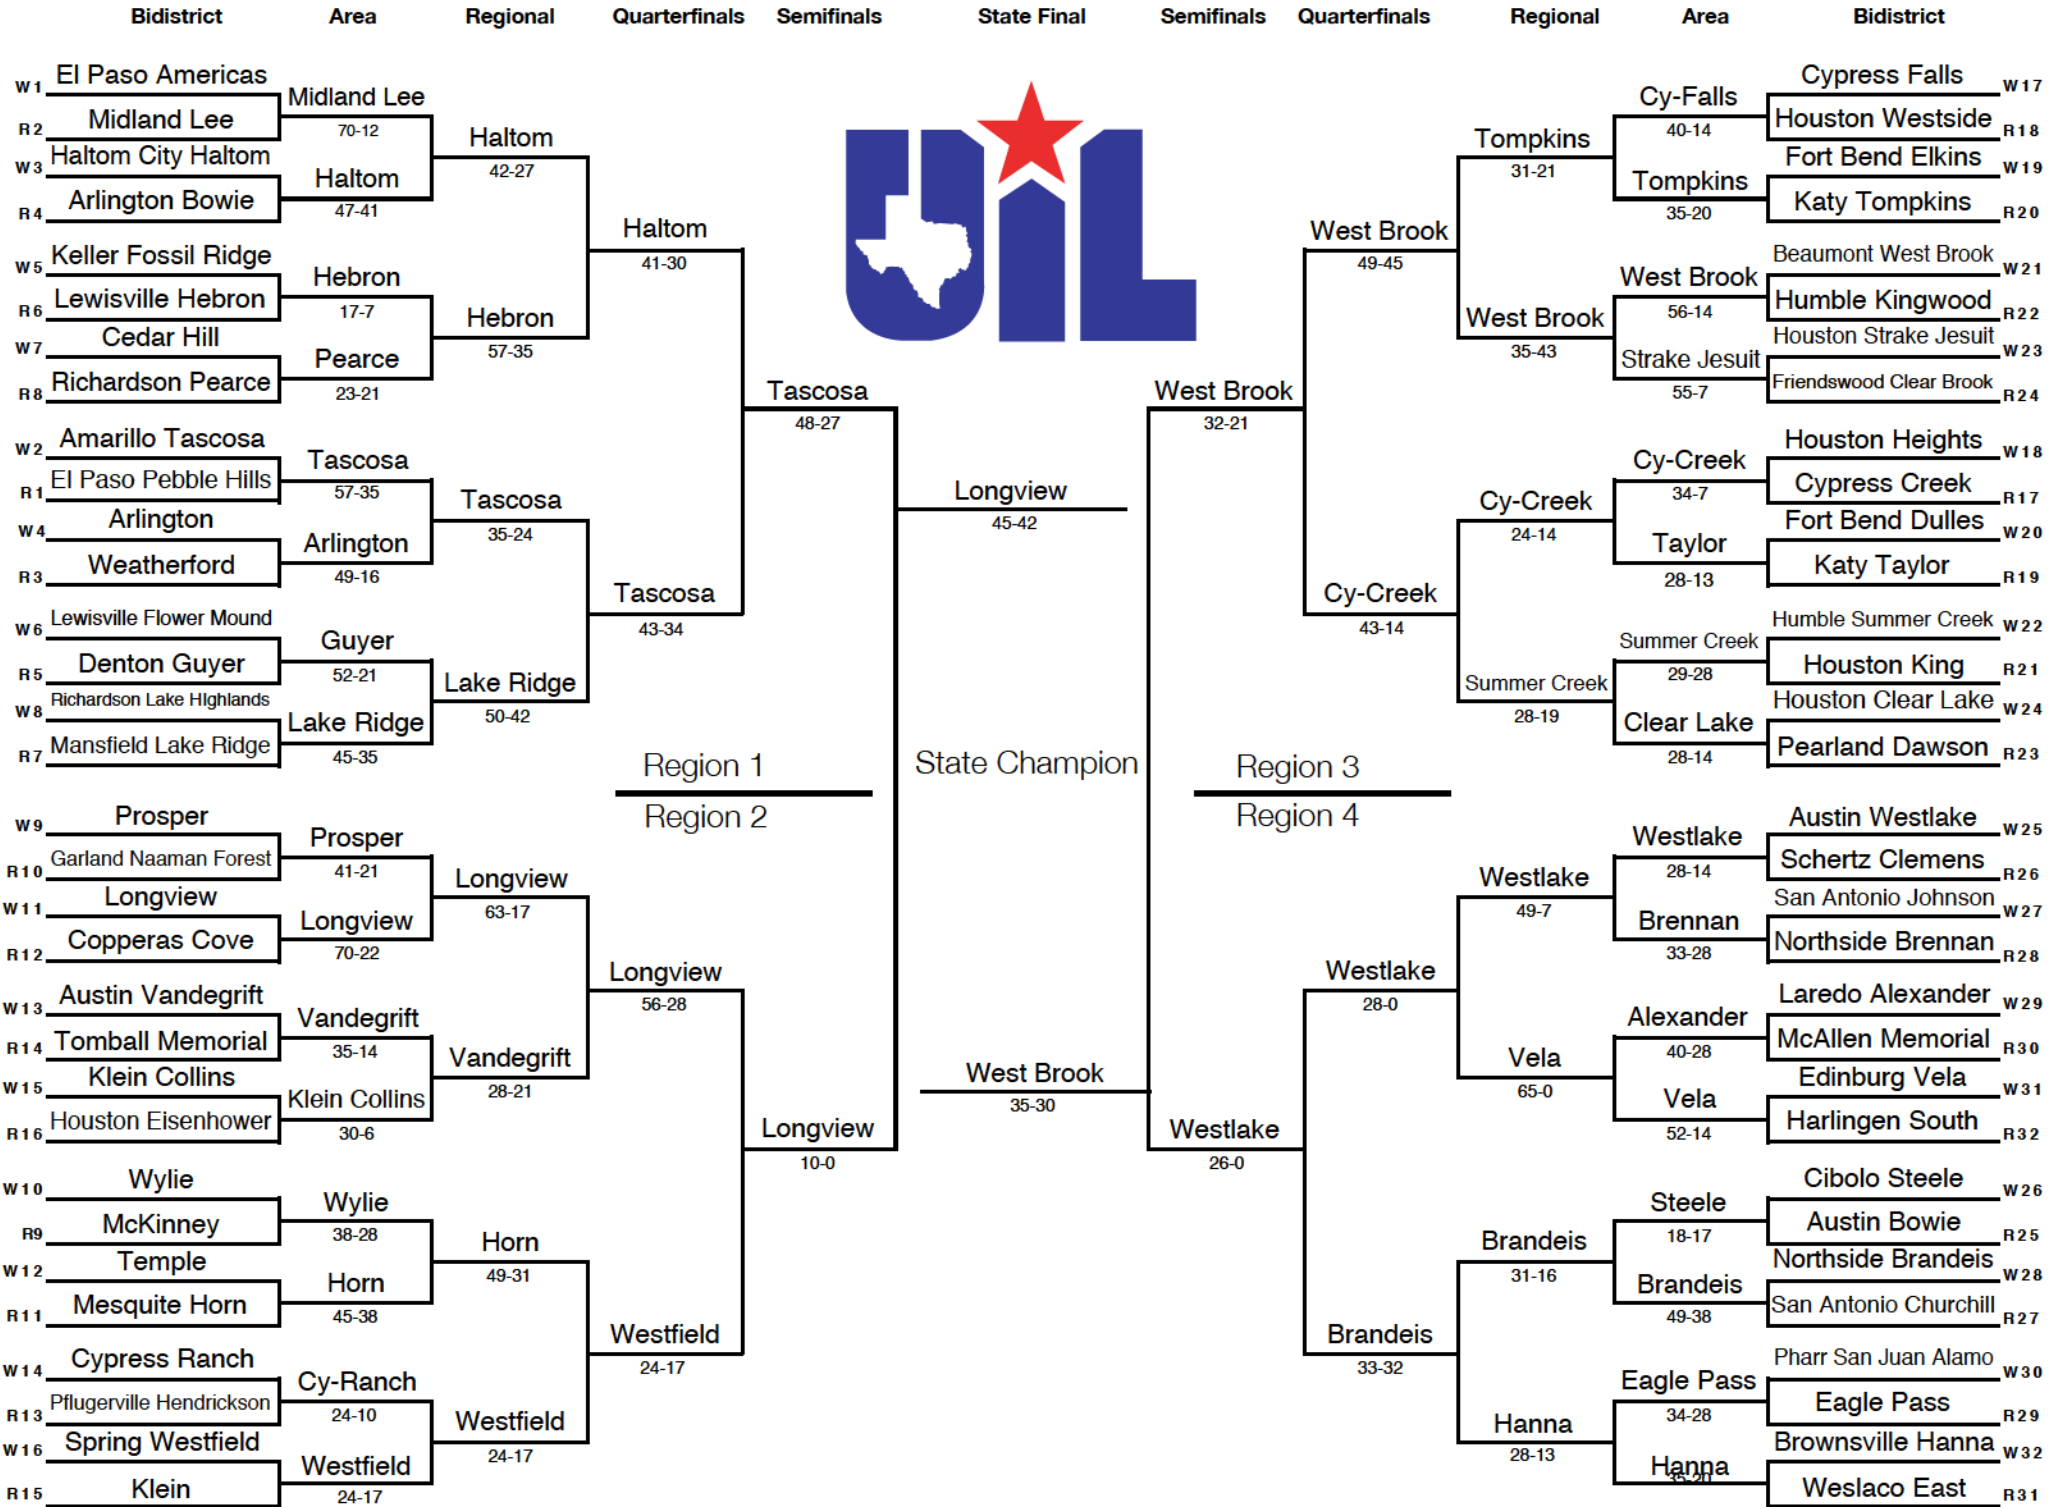 Bidistrict Area Regional Quarterfinals Semifinals State Final Semifinals Quarterfinals Regional Area Bidistrict
W1 El Paso Americas
R2 Midland Lee
W3 Haltom City Haltom
R4 Arlington Bowie
W5 Keller Fossil Ridge
R6 Lewisville Hebron
W7 Cedar Hill
R8 Richardson Pearce
W2 Amarillo Tascosa
R1 El Paso Pebble Hills
W4 Arlington
R3 Weatherford
W6 Lewisville Flower Mound
R5 Denton Guyer
W8 Richardson Lake HIghlands
R7 Mansfield Lake Ridge
W9 Prosper
R10 Garland Naaman Forest
W11 Longview
R12 Copperas Cove
W13 Austin Vandegrift
R14 Tomball Memorial
W15 Klein Collins
R16 Houston Eisenhower
W10 Wylie
R9 McKinney
W12 Temple
R11 Mesquite Horn
W14 Cypress Ranch
R13 Pflugerville Hendrickson
W16 Spring Westfield
R15 Klein
Midland Lee
70-12
Haltom
47-41
Hebron
17-7
Pearce
23-21
Tascosa
57-35
Arlington
49-16
Guyer
52-21
Lake Ridge
45-35
Prosper
41-21
Longview
70-22
Vandegrift
35-14
Klein Collins
30-6
Wylie
38-28
Horn
45-38
Cy-Ranch
24-10
Westfield
24-17
Haltom
42-27
Hebron
57-35
Tascosa
35-24
Lake Ridge
50-42
Longview
63-17
Vandegrift
28-21
Horn
49-31
Westfield
24-17
Haltom
41-30
Tascosa
43-34
Longview
56-28
Westfield
24-17
Tascosa
48-27
Longview
10-0
Region 1
Region 2
UIL
Longview
45-42
State Champion
West Brook
35-30
Region 3
Region 4
West Brook
32-21
Westlake
26-0
West Brook
49-45
Cy-Creek
43-14
Westlake
28-0
Brandeis
33-32
Tompkins
31-21
West Brook
35-43
Cy-Creek
24-14
Summer Creek
28-19
Westlake
49-7
Vela
65-0
Brandeis
31-16
Hanna
28-13
Cy-Falls
40-14
Tompkins
35-20
West Brook
56-14
Strake Jesuit
55-7
Cy-Creek
34-7
Taylor
28-13
Summer Creek
29-28
Clear Lake
28-14
Westlake
28-14
Brennan
33-28
Alexander
40-28
Vela
52-14
Steele
18-17
Brandeis
49-38
Eagle Pass
34-28
Hanna
35-20
Cypress Falls W17
Houston Westside R18
Fort Bend Elkins W19
Katy Tompkins R20
Beaumont West Brook W21
Humble Kingwood R22
Houston Strake Jesuit W23
Friendswood Clear Brook R24
Houston Heights W18
Cypress Creek R17
Fort Bend Dulles W20
Katy Taylor R19
Humble Summer Creek W22
Houston King R21
Houston Clear Lake W24
Pearland Dawson R23
Austin Westlake W25
Schertz Clemens R26
San Antonio Johnson W27
Northside Brennan R28
Laredo Alexander W29
McAllen Memorial R30
Edinburg Vela W31
Harlingen South R32
Cibolo Steele W26
Austin Bowie R25
Northside Brandeis W28
San Antonio Churchill R27
Pharr San Juan Alamo W30
Eagle Pass R29
Brownsville Hanna W32
Weslaco East R31